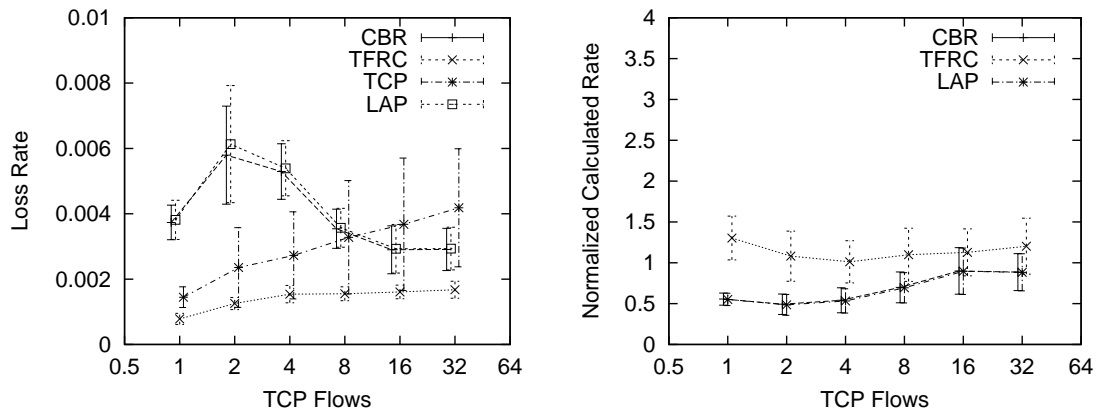 0.01
0.008
0.006
0.004
0.002
0
Loss Rate
0.5 1 2 4 8 16 32 64
TCP Flows
CBR
TFRC
TCP
LAP
4
3.5
3
2.5
2
1.5
1
0.5
0
Normalized Calculated Rate
0.5 1 2 4 8 16 32 64
TCP Flows
CBR
TFRC
LAP